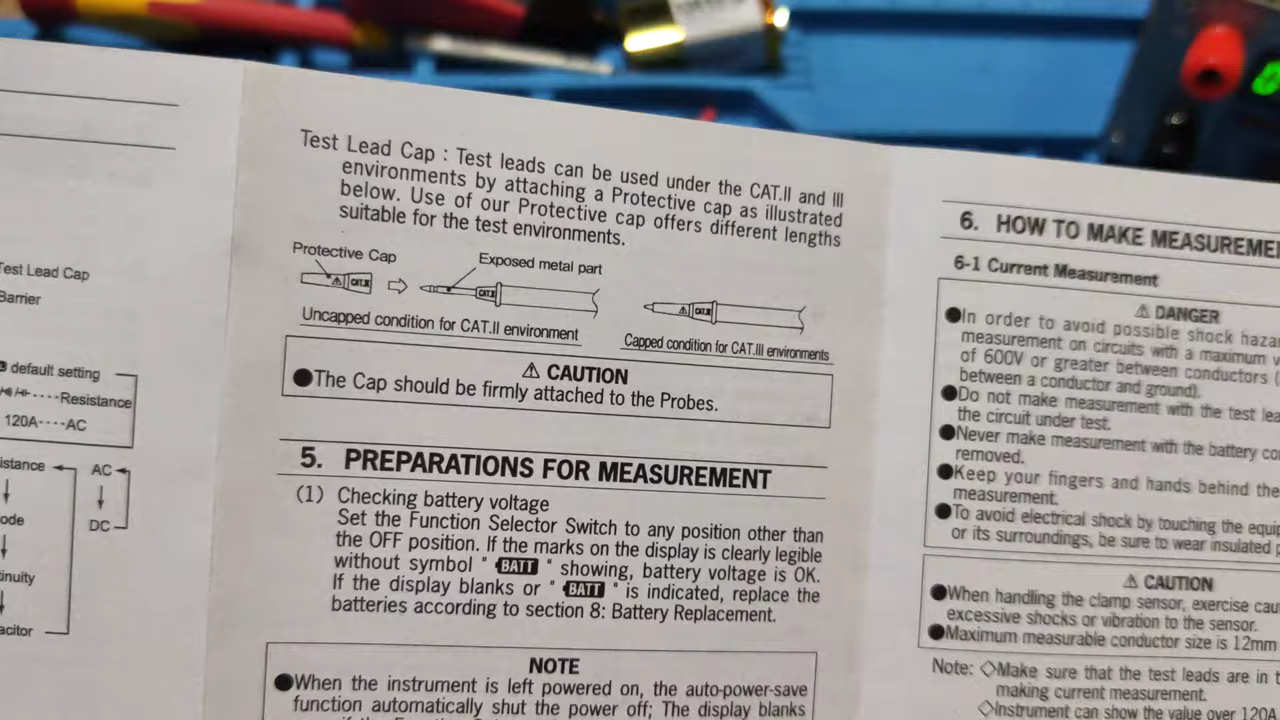 Test Lead Cap
Barrier
default setting
Resistance
120A····AC
AC
DC
Test Lead Cap : Test leads can be used under the CAT.II and III
environments by attaching a Protective cap as illustrated
below. Use of our Protective cap offers different lengths
suitable for the test environments.
Protective Cap
Exposed metal part
CAT.III
CAT.II
CAT.III
Uncapped condition for CAT.II environment
Capped condition for CAT.III environments
⚠ CAUTION
●The Cap should be firmly attached to the Probes.
5. PREPARATIONS FOR MEASUREMENT
(1) Checking battery voltage
Set the Function Selector Switch to any position other than
the OFF position. If the marks on the display is clearly legible
without symbol " BATT " showing, battery voltage is OK.
If the display blanks or " BATT " is indicated, replace the
batteries according to section 8: Battery Replacement.
NOTE
●When the instrument is left powered on, the auto-power-save
function automatically shut the power off; The display blanks
6. HOW TO MAKE MEASUREME
6-1 Current Measurement
⚠ DANGER
●In order to avoid possible shock haza
measurement on circuits with a maximum
of 600V or greater between conductors (
between a conductor and ground).
●Do not make measurement with the test lea
the circuit under test.
●Never make measurement with the battery co
removed.
●Keep your fingers and hands behind the
measurement.
●To avoid electrical shock by touching the equip
or its surroundings, be sure to wear insulated
⚠ CAUTION
●When handling the clamp sensor, exercise cau
excessive shocks or vibration to the sensor.
●Maximum measurable conductor size is 12mm
Note: ◇Make sure that the test leads are in t
making current measurement.
◇Instrument can show the value over 120A